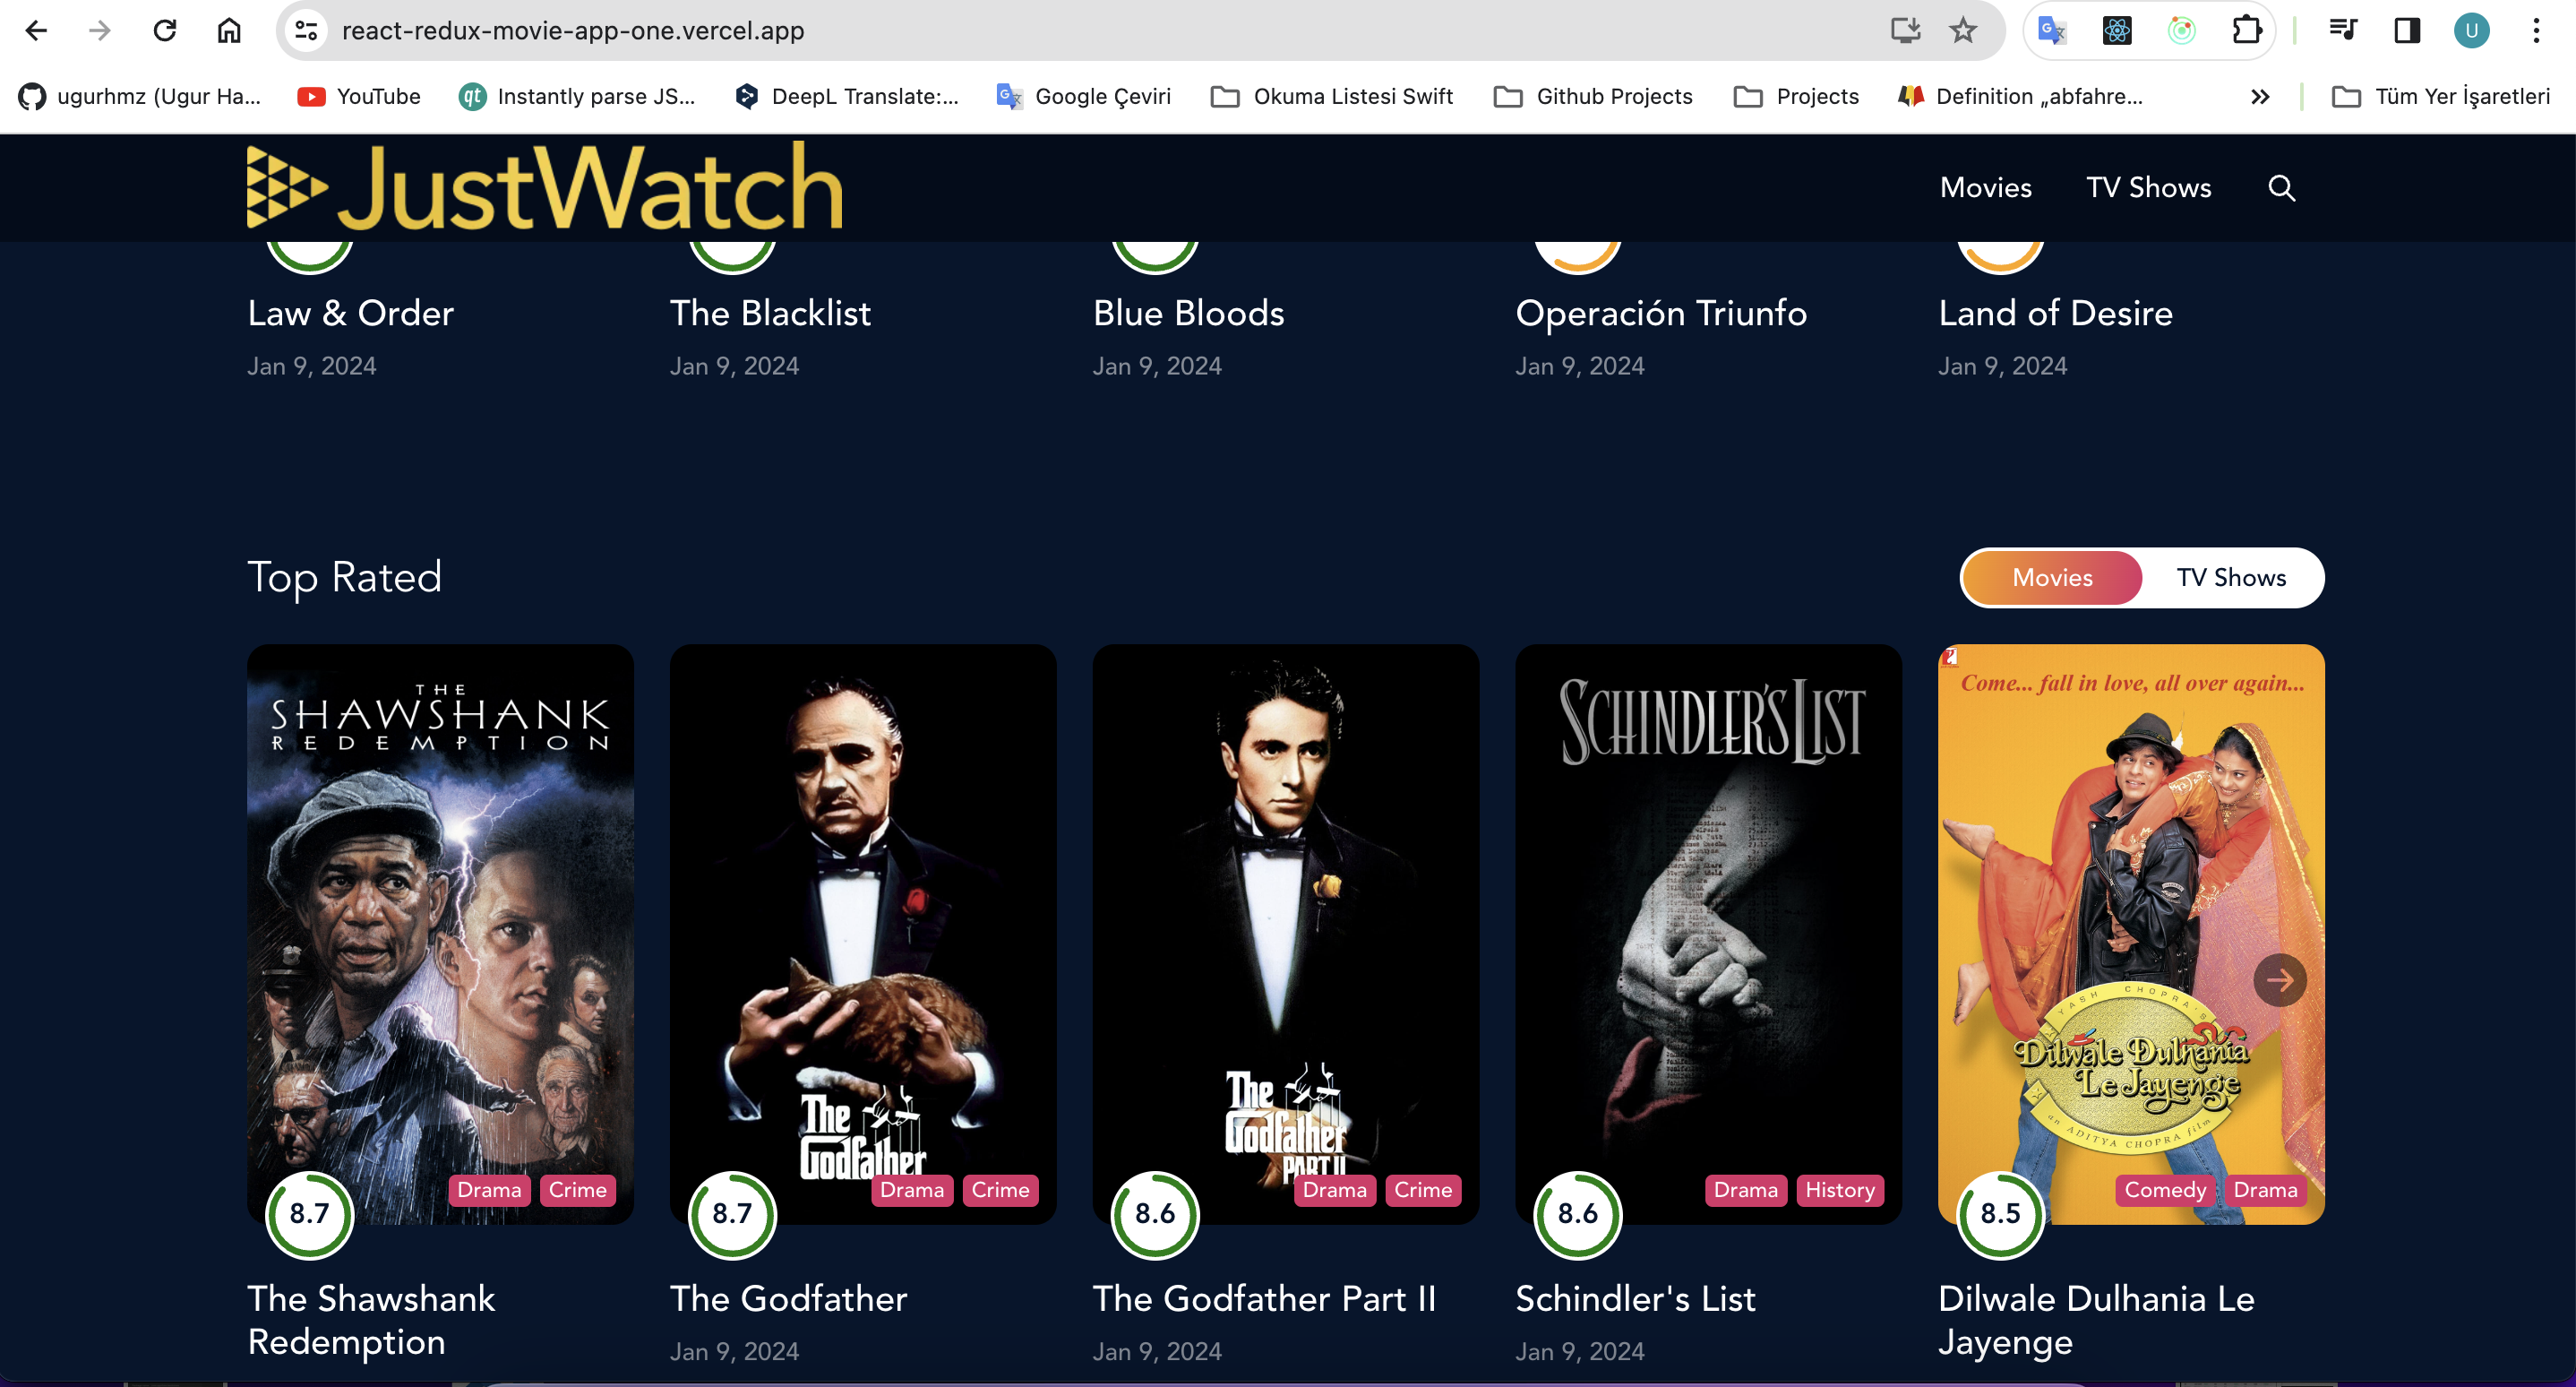 react-redux-movie-app-one.vercel.app
U
ugurhmz (Ugur Ha...
YouTube
qt
Instantly parse JS...
DeepL Translate:...
Google Çeviri
Okuma Listesi Swift
Github Projects
Projects
Definition „abfahre...
Tüm Yer İşaretleri
JustWatch
Movies
TV Shows
Law & Order
The Blacklist
Blue Bloods
Operación Triunfo
Land of Desire
Jan 9, 2024
Jan 9, 2024
Jan 9, 2024
Jan 9, 2024
Jan 9, 2024
Top Rated
Movies
TV Shows
THE
SHAWSHANK
REDEMPTION
Drama
Crime
8.7
The
Godfather
Drama
Crime
8.7
The
Godfather
PART II
Drama
Crime
8.6
SCHINDLER'S LIST
Drama
History
8.6
Come... fall in love, all over again...
YASH CHOPRA'S
Dilwale Dulhania
Le Jayenge
an ADITYA CHOPRA film
Comedy
Drama
8.5
The Shawshank
Redemption
The Godfather
Jan 9, 2024
The Godfather Part II
Jan 9, 2024
Schindler's List
Jan 9, 2024
Dilwale Dulhania Le
Jayenge